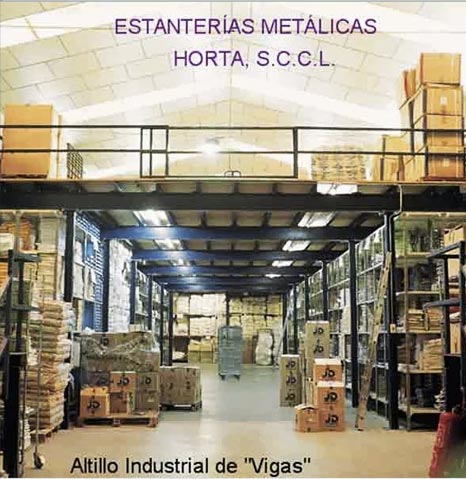 ESTANTERÍAS METÁLICAS
HORTA, S.C.C.L.
Altillo Industrial de "Vigas"